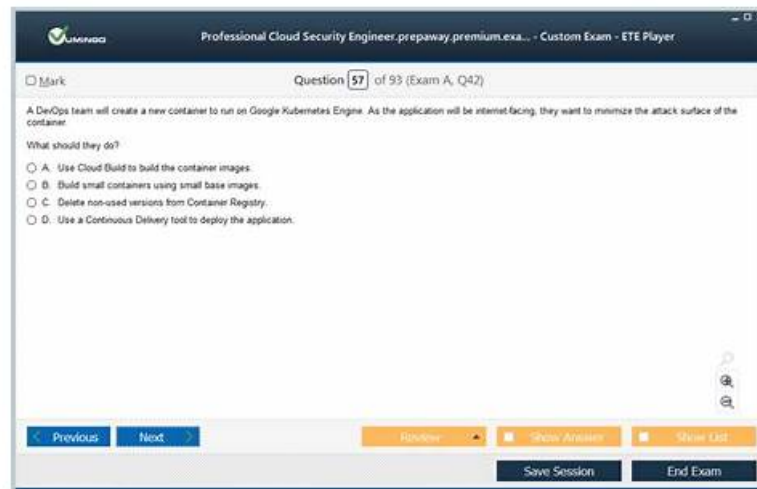 Vumingo
Professional Cloud Security Engineer.prepaway.premium.exa... - Custom Exam - ETE Player
Mark
Question 57 of 93 (Exam A, Q42)
A DevOps team will create a new container to run on Google Kubernetes Engine. As the application will be internet-facing, they want to minimize the attack surface of the
container.
What should they do?
A. Use Cloud Build to build the container images.
B. Build small containers using small base images.
C. Delete non-used versions from Container Registry.
D. Use a Continuous Delivery tool to deploy the application.
Previous Next Review Show Answer Show List
Save Session End Exam